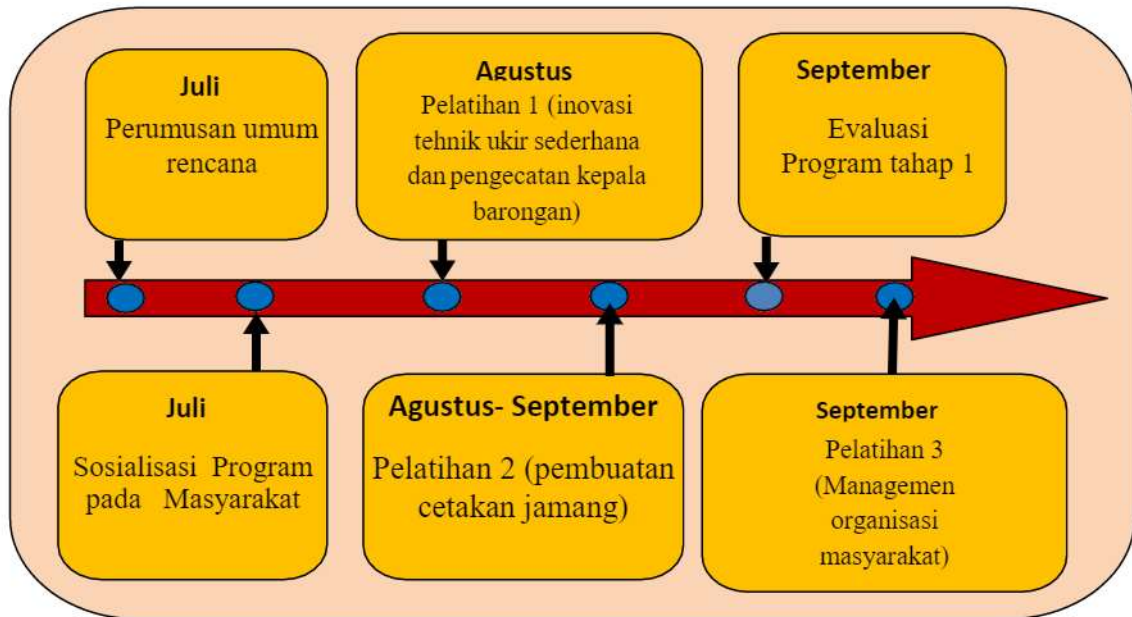 Juli
Perumusan umum
rencana
Agustus
Pelatihan 1 (inovasi
tehnik ukir sederhana
dan pengecatan kepala
barongan)
September
Evaluasi
Program tahap 1
Juli
Sosialisasi Program
pada Masyarakat
Agustus- September
Pelatihan 2 (pembuatan
cetakan jamang)
September
Pelatihan 3
(Managemen
organisasi
masyarakat)